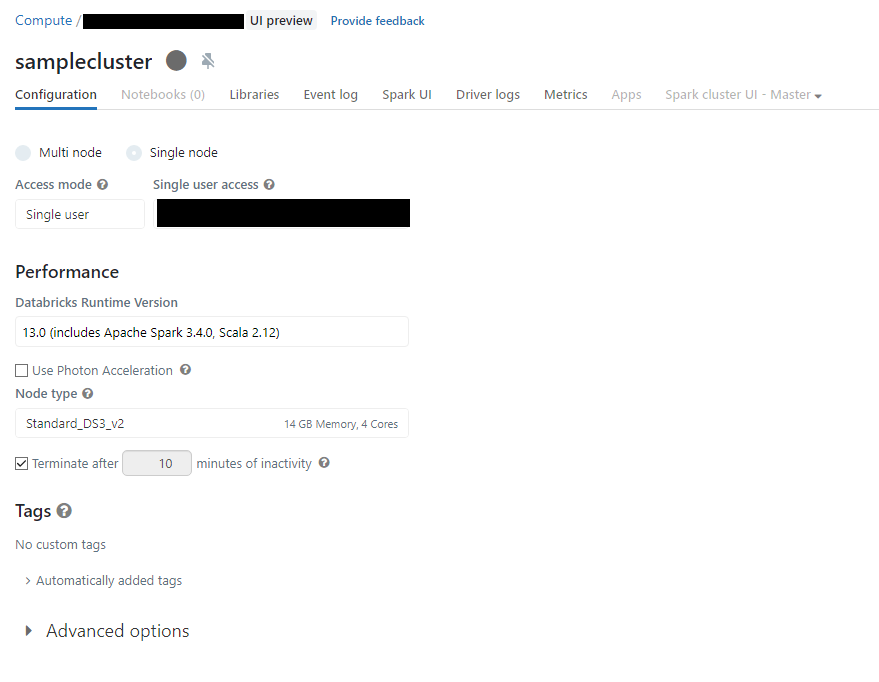 Compute / UI preview Provide feedback
samplecluster
Configuration Notebooks (0) Libraries Event log Spark UI Driver logs Metrics Apps Spark cluster UI - Master
Multi node Single node
Access mode Single user access
Single user
Performance
Databricks Runtime Version
13.0 (includes Apache Spark 3.4.0, Scala 2.12)
Use Photon Acceleration
Node type
Standard_DS3_v2 14 GB Memory, 4 Cores
Terminate after 10 minutes of inactivity
Tags
No custom tags
Automatically added tags
Advanced options